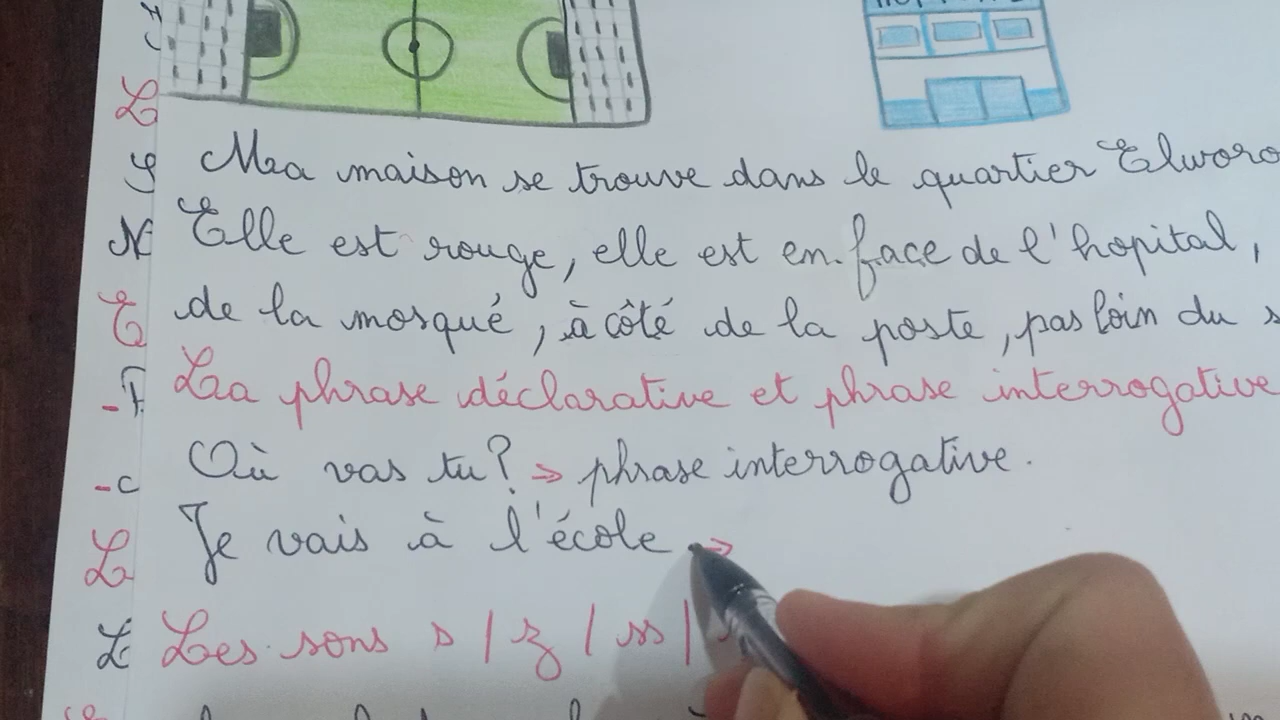 Ma maison se trouve dans le quartier
Elle est rouge, elle est en face de l'hopital,
de la mosqué, à côté de la poste, pas loin du
La phrase déclarative et phrase interrogative
Où vas tu? ⇒ phrase interrogative.
Je vais à l'école ⇒
Les sons s / z / ss /